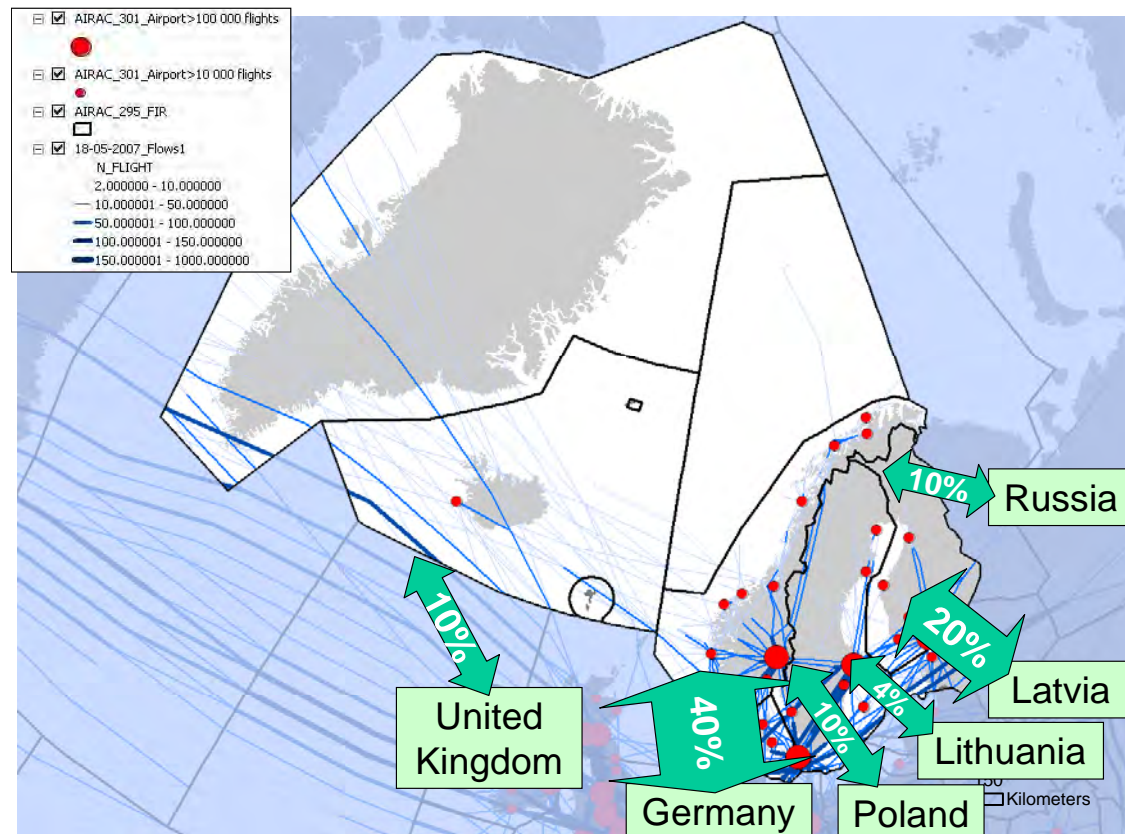 AIRAC_301_Airport>100 000 flights
AIRAC_301_Airport>10 000 flights
AIRAC_295_FIR
18-05-2007_Flows1
N_FLIGHT
2.000000 - 10.000000
10.000001 - 50.000000
50.000001 - 100.000000
100.000001 - 150.000000
150.000001 - 1000.000000
10%
Russia
20%
Latvia
10%
United
Kingdom
40%
Germany
10%
Poland
4%
Lithuania
Kilometers